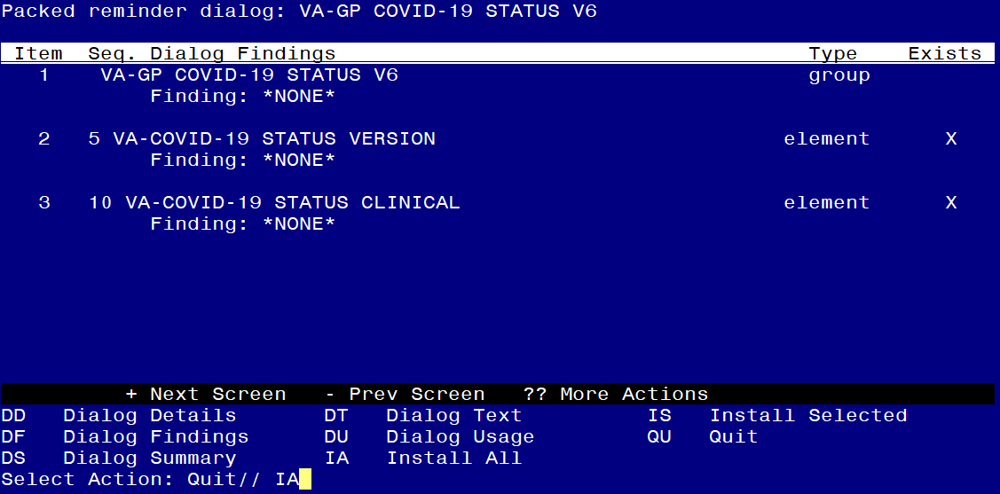 Packed reminder dialog: VA-GP COVID-19 STATUS V6
Item Seq. Dialog Findings Type Exists
1 VA-GP COVID-19 STATUS V6 group
Finding: *NONE*
2 5 VA-COVID-19 STATUS VERSION element X
Finding: *NONE*
3 10 VA-COVID-19 STATUS CLINICAL element X
Finding: *NONE*
+ Next Screen - Prev Screen ?? More Actions
DD Dialog Details DT Dialog Text IS Install Selected
DF Dialog Findings DU Dialog Usage QU Quit
DS Dialog Summary IA Install All
Select Action: Quit// IA